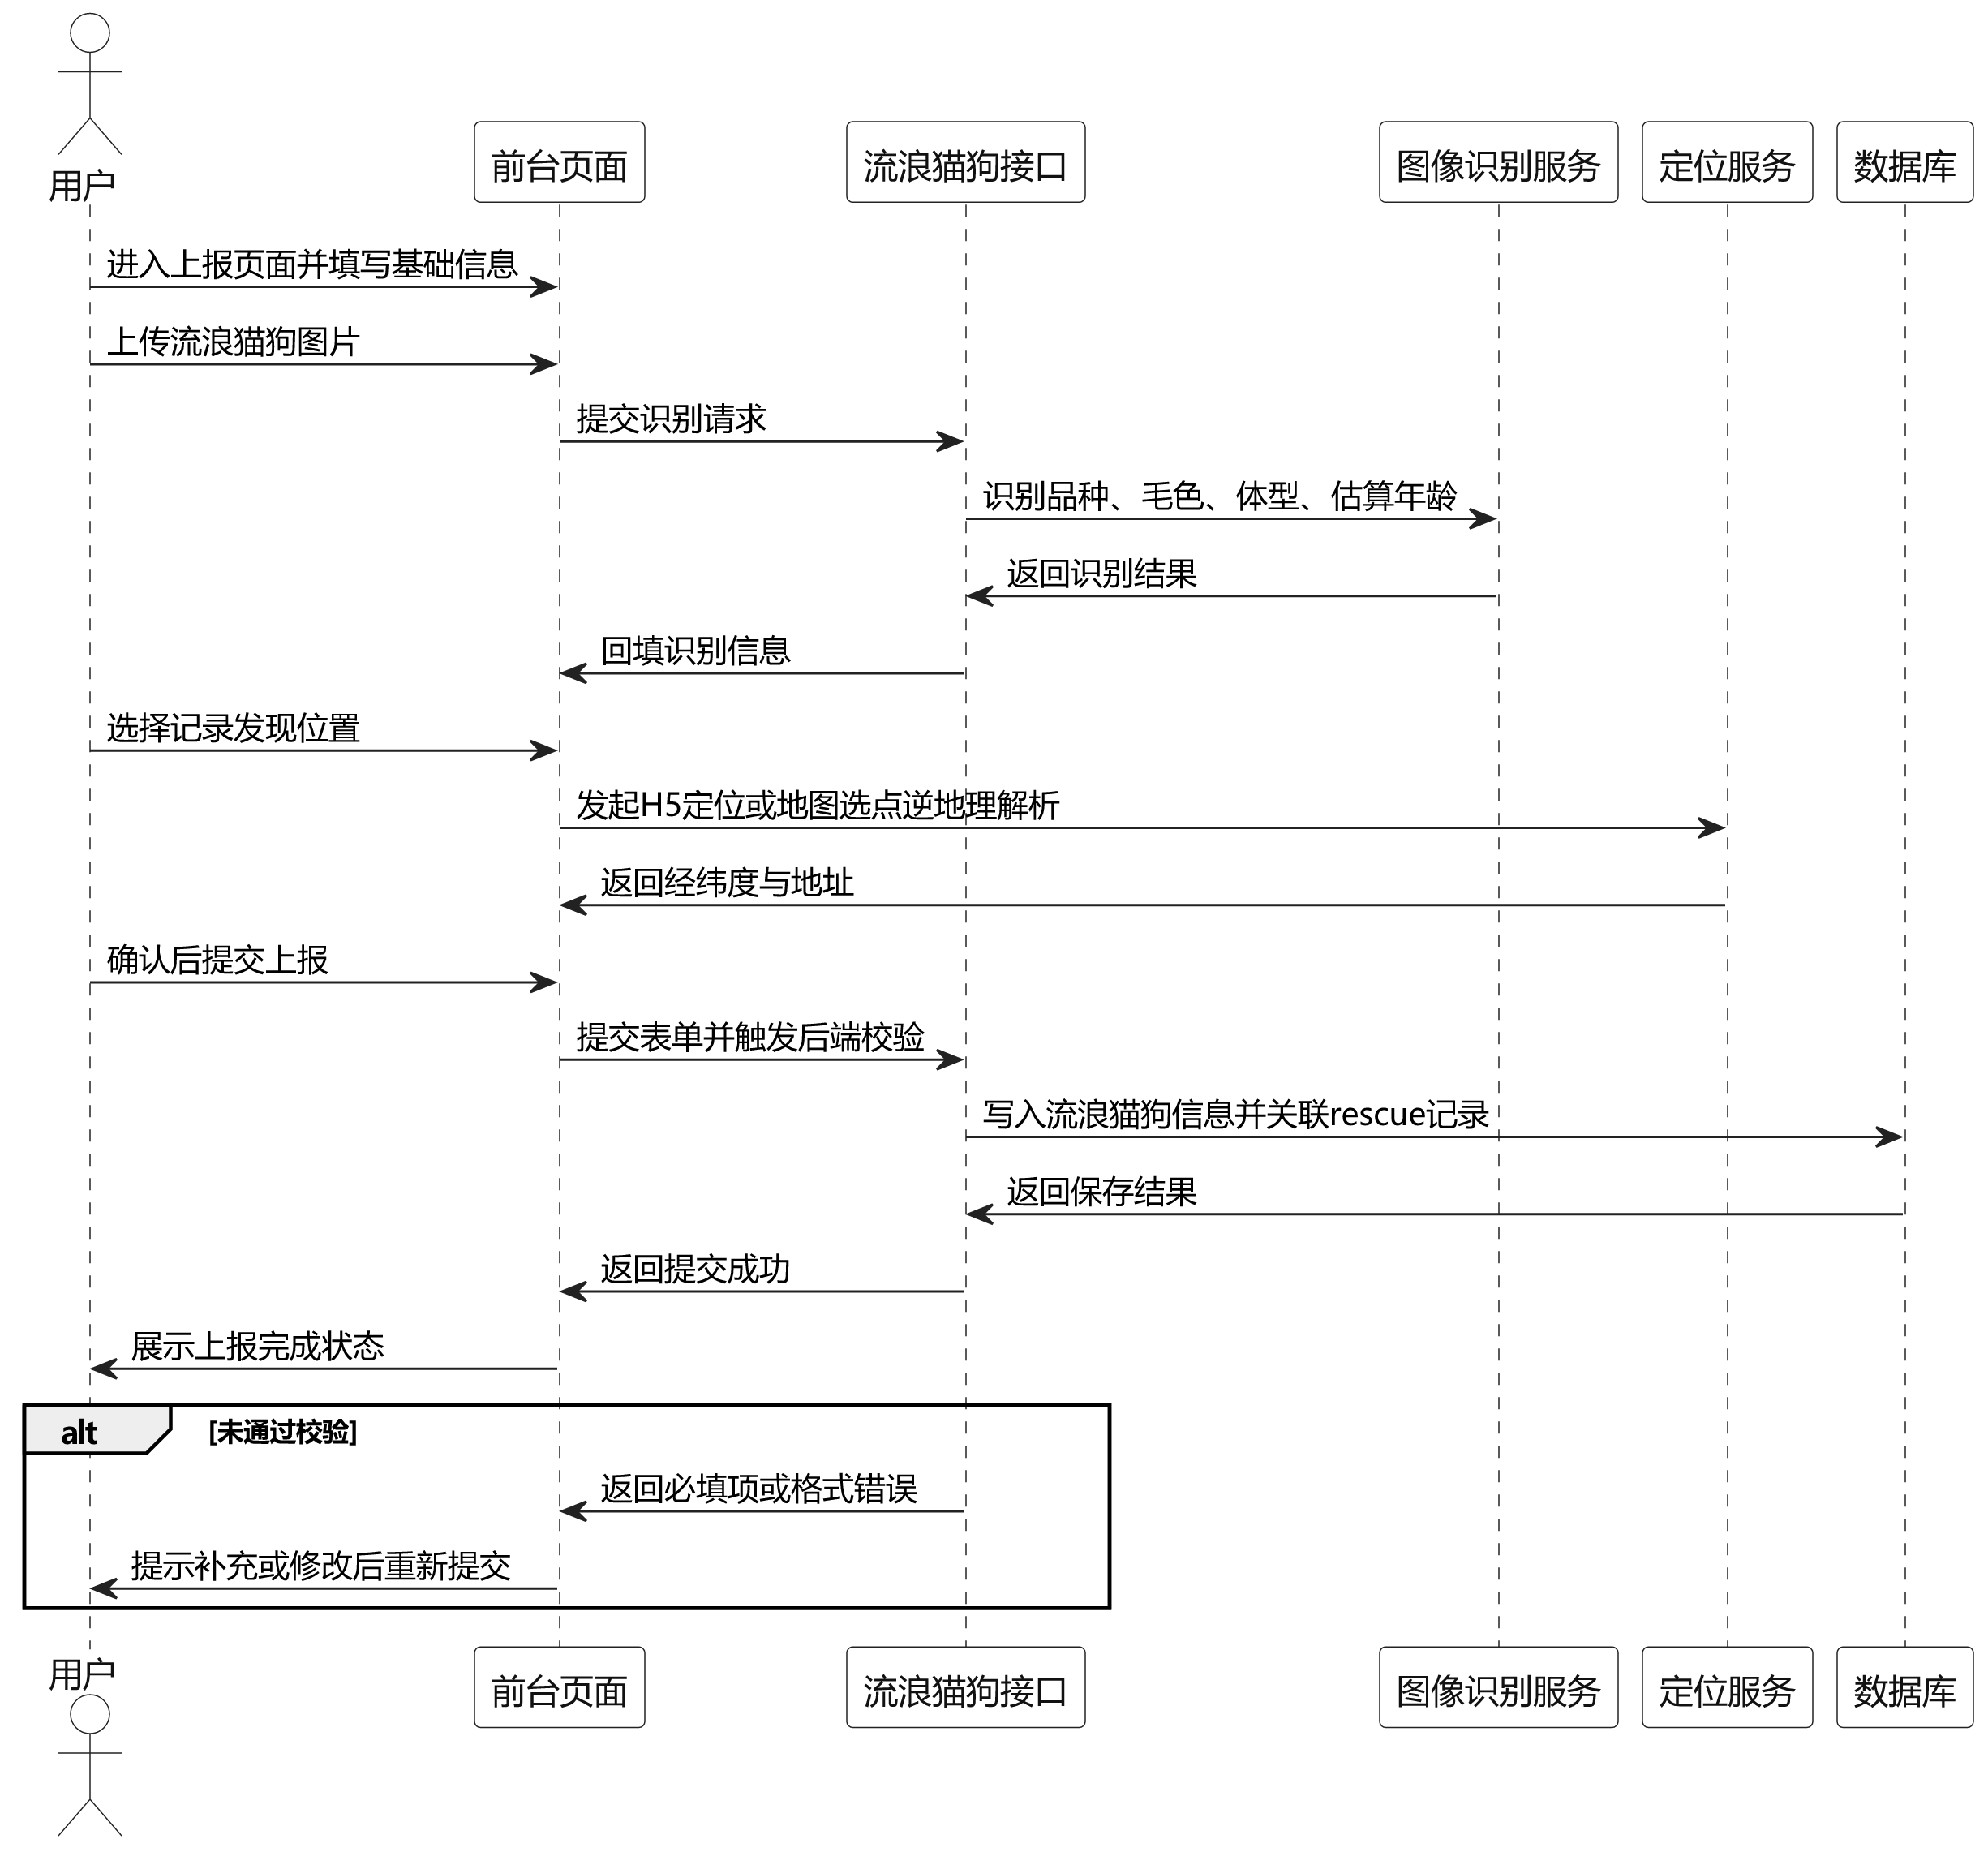 用户
前台页面
流浪猫狗接口
图像识别服务
定位服务
数据库
进入上报页面并填写基础信息
上传流浪猫狗图片
提交识别请求
识别品种、毛色、体型、估算年龄
返回识别结果
回填识别信息
选择记录发现位置
发起H5定位或地图选点逆地理解析
返回经纬度与地址
确认后提交上报
提交表单并触发后端校验
写入流浪猫狗信息并关联rescue记录
返回保存结果
返回提交成功
展示上报完成状态
alt
[未通过校验]
返回必填项或格式错误
提示补充或修改后重新提交
用户
前台页面
流浪猫狗接口
图像识别服务
定位服务
数据库